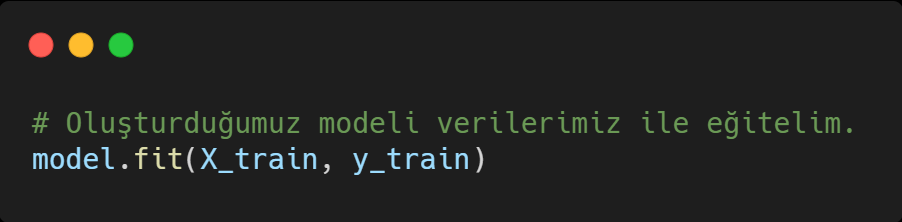 # Oluşturduğumuz modeli verilerimiz ile eğitelim.
model.fit(X_train, y_train)